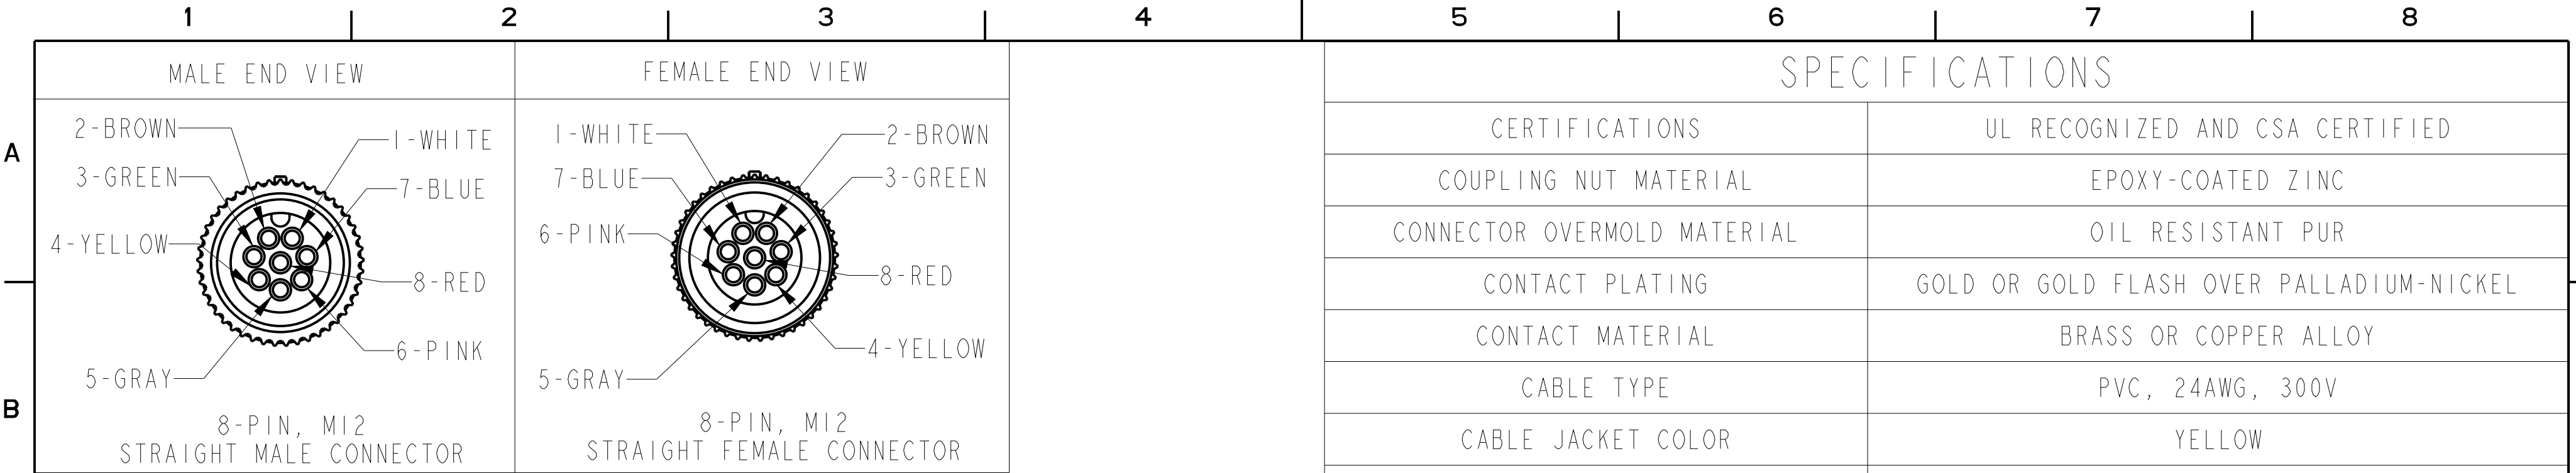 1 2 3 4 5 6 7 8
A
B
MALE END VIEW
2-BROWN
1-WHITE
3-GREEN
7-BLUE
4-YELLOW
8-RED
6-PINK
5-GRAY
8-PIN, M12
STRAIGHT MALE CONNECTOR
FEMALE END VIEW
1-WHITE
2-BROWN
7-BLUE
3-GREEN
6-PINK
8-RED
4-YELLOW
5-GRAY
8-PIN, M12
STRAIGHT FEMALE CONNECTOR
SPECIFICATIONS
CERTIFICATIONS UL RECOGNIZED AND CSA CERTIFIED
COUPLING NUT MATERIAL EPOXY-COATED ZINC
CONNECTOR OVERMOLD MATERIAL OIL RESISTANT PUR
CONTACT PLATING GOLD OR GOLD FLASH OVER PALLADIUM-NICKEL
CONTACT MATERIAL BRASS OR COPPER ALLOY
CABLE TYPE PVC, 24AWG, 300V
CABLE JACKET COLOR YELLOW